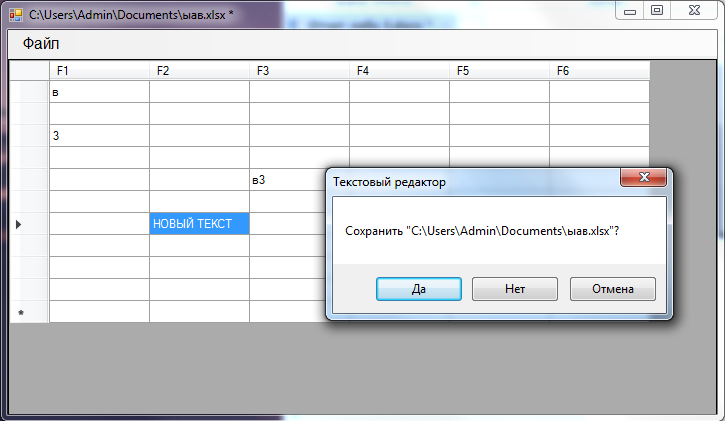 C:\Users\Admin\Documents\ыав.xlsx *
Файл
F1 F2 F3 F4 F5 F6
в
3
в3
НОВЫЙ ТЕКСТ
*
Текстовый редактор
Сохранить "C:\Users\Admin\Documents\ыав.xlsx"?
Да Нет Отмена